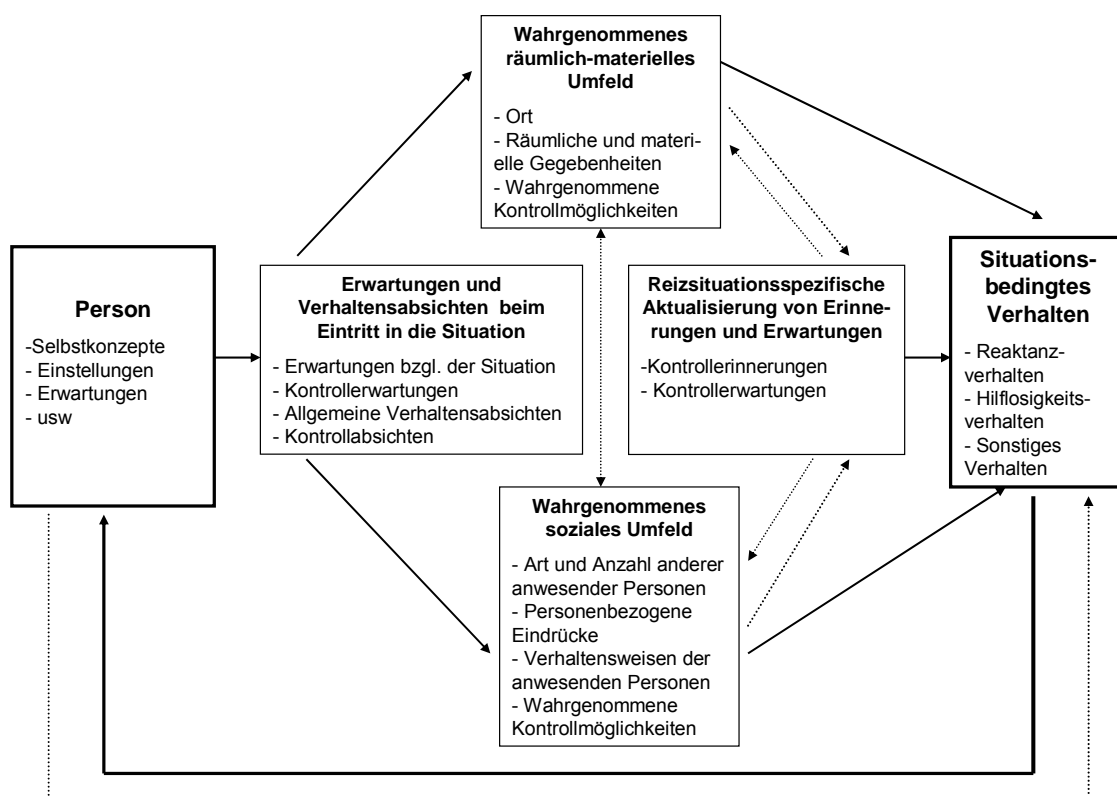 Wahrgenommenes
räumlich-materielles
Umfeld
- Ort
- Räumliche und materi-
elle Gegebenheiten
- Wahrgenommene
Kontrollmöglichkeiten
Person
-Selbstkonzepte
- Einstellungen
- Erwartungen
- usw
Erwartungen und
Verhaltensabsichten beim
Eintritt in die Situation
- Erwartungen bzgl. der Situation
- Kontrollerwartungen
- Allgemeine Verhaltensabsichten
- Kontrollabsichten
Reizsituationsspezifische
Aktualisierung von Erinne-
rungen und Erwartungen
-Kontrollerinnerungen
- Kontrollerwartungen
Situations-
bedingtes
Verhalten
- Reaktanz-
verhalten
- Hilflosigkeits-
verhalten
- Sonstiges
Verhalten
Wahrgenommenes
soziales Umfeld
- Art und Anzahl anderer
anwesender Personen
- Personenbezogene
Eindrücke
- Verhaltensweisen der
anwesenden Personen
- Wahrgenommene
Kontrollmöglichkeiten